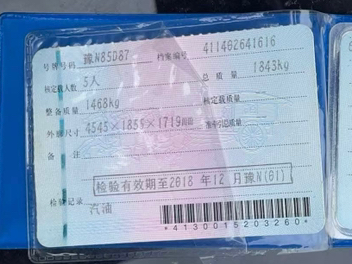 号牌号码 豫N85D87 档案编号 411402641616
核定载人数 5人 总质量 1843kg
整备质量 1468kg 核定载质量
外廓尺寸 4545×1855×1719 准牵引总质量
备注
检验有效期至2018年12月豫N(01)
检验记录 汽油
*4130015203260*